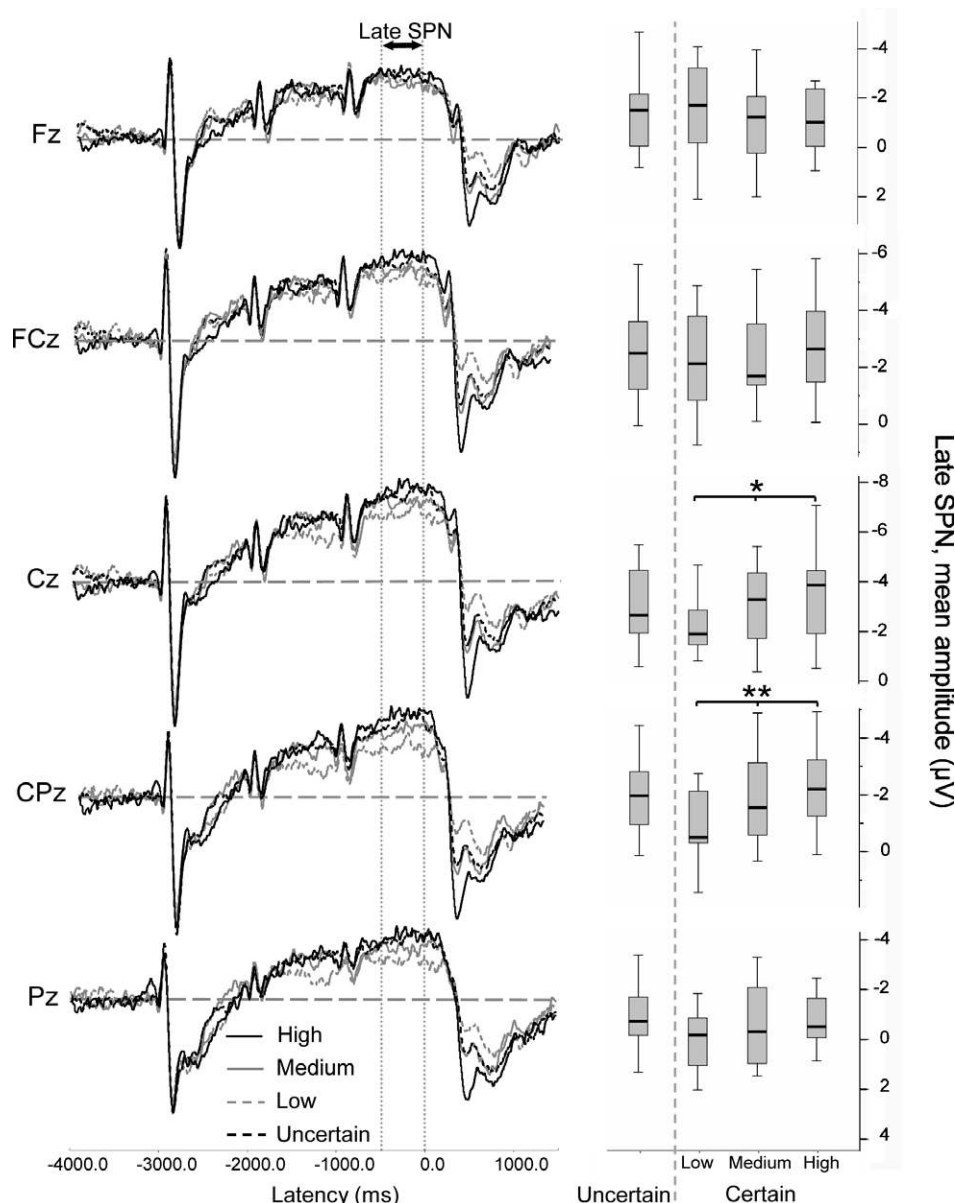 Late SPN
Fz
FCz
Cz
CPz
Pz
High
Medium
Low
Uncertain
-4000.0 -3000.0 -2000.0 -1000.0 0.0 1000.0
Latency (ms)
-4
-2
0
2
-6
-4
-2
0
*
-8
-6
-4
-2
0
**
-4
-2
0
-4
-2
0
2
4
Low Medium High
Uncertain Certain
Late SPN, mean amplitude (µV)